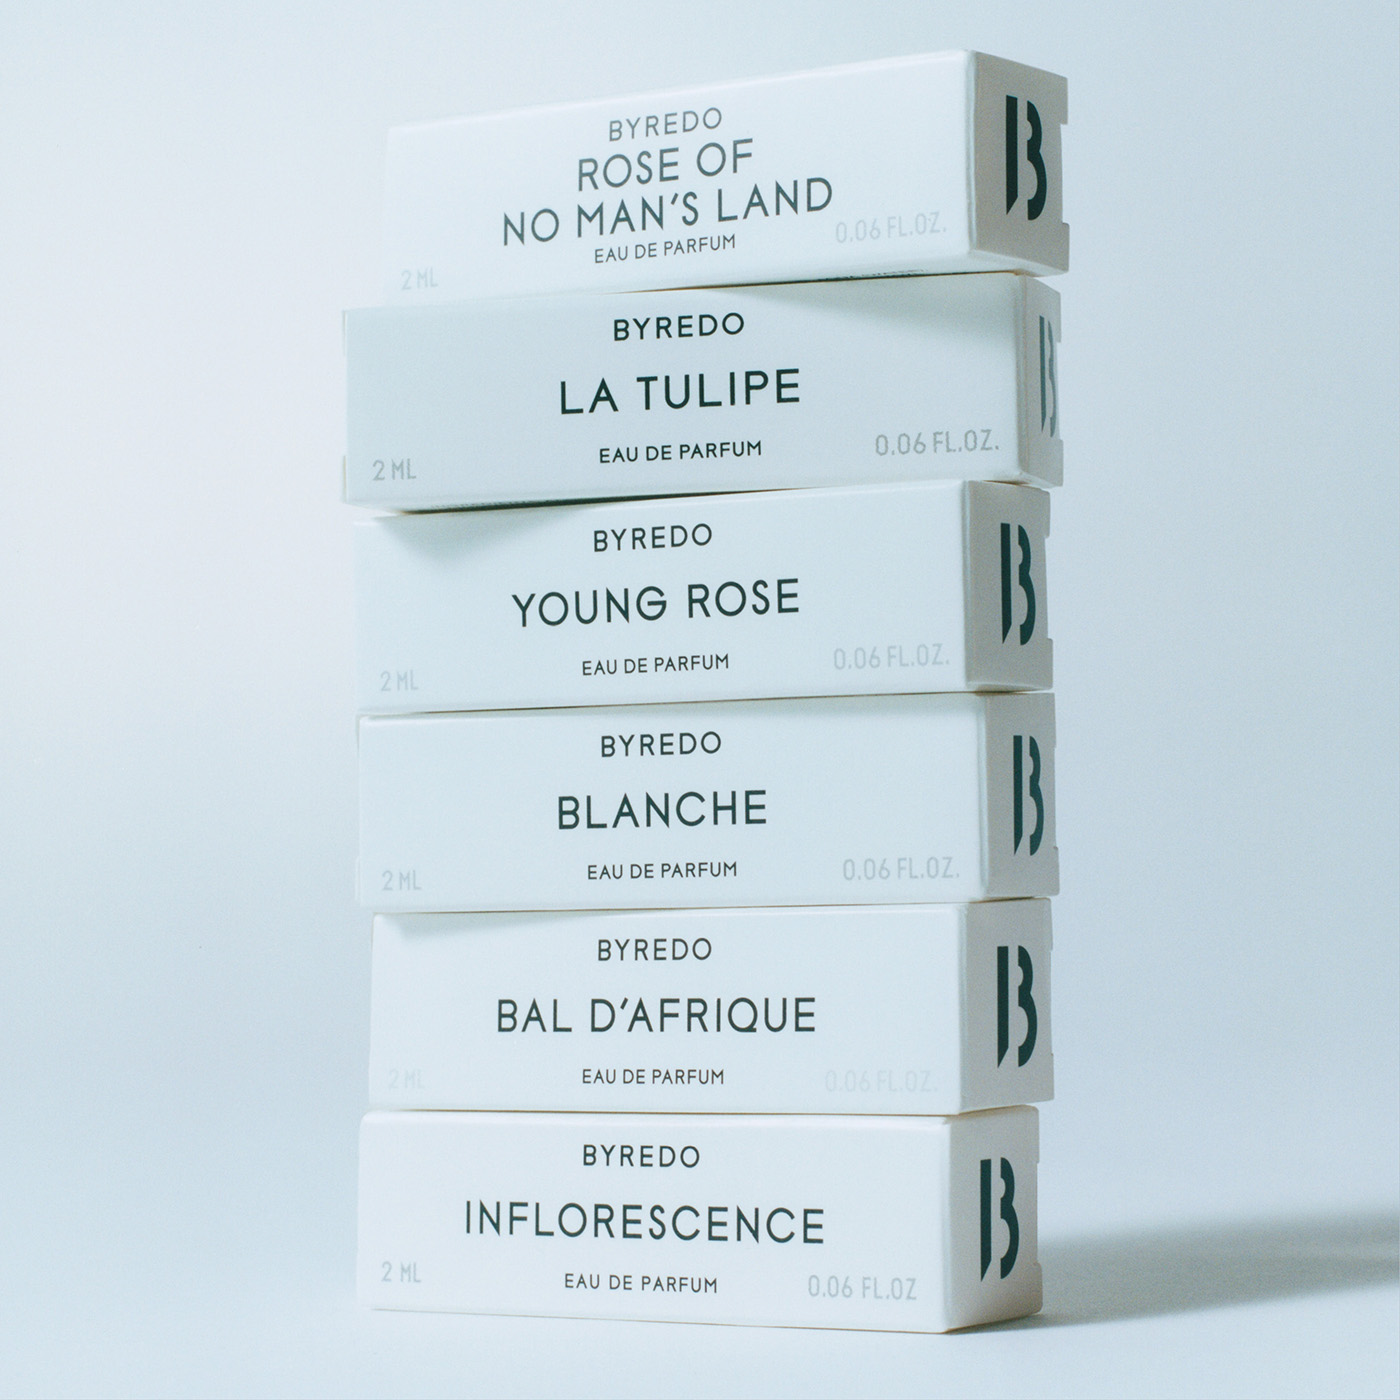 BYREDO
ROSE OF
NO MAN'S LAND
EAU DE PARFUM
2 ML
0.06 FL.OZ.
B
BYREDO
LA TULIPE
EAU DE PARFUM
2 ML
0.06 FL.OZ.
B
BYREDO
YOUNG ROSE
EAU DE PARFUM
2 ML
0.06 FL.OZ.
B
BYREDO
BLANCHE
EAU DE PARFUM
2 ML
0.06 FL.OZ.
B
BYREDO
BAL D'AFRIQUE
EAU DE PARFUM
2 ML
0.06 FL.OZ.
B
BYREDO
INFLORESCENCE
EAU DE PARFUM
2 ML
0.06 FL.OZ
B